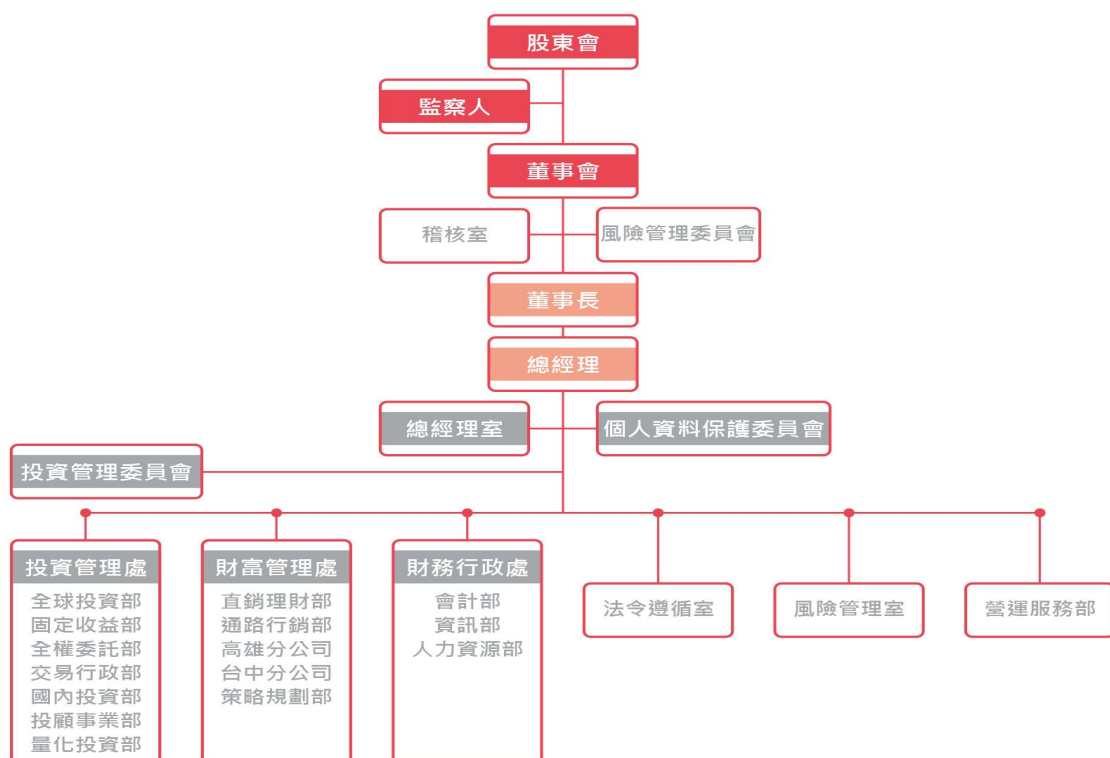 股東會
監察人
董事會
稽核室
風險管理委員會
董事長
總經理
總經理室
個人資料保護委員會
投資管理委員會
投資管理處
全球投資部
固定收益部
全權委託部
交易行政部
國內投資部
投顧事業部
量化投資部
財富管理處
直銷理財部
通路行銷部
高雄分公司
台中分公司
策略規劃部
財務行政處
會計部
資訊部
人力資源部
法令遵循室
風險管理室
營運服務部